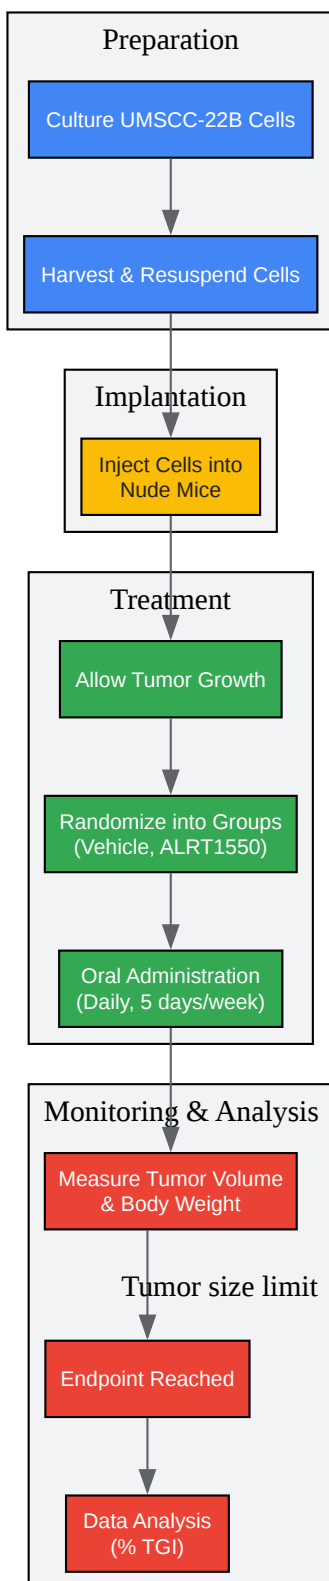 Preparation
Culture UMSCC-22B Cells
Harvest & Resuspend Cells
Implantation
Inject Cells into
Nude Mice
Treatment
Allow Tumor Growth
Randomize into Groups
(Vehicle, ALRT1550)
Oral Administration
(Daily, 5 days/week)
Monitoring & Analysis
Measure Tumor Volume
& Body Weight
Tumor size limit
Endpoint Reached
Data Analysis
(% TGI)